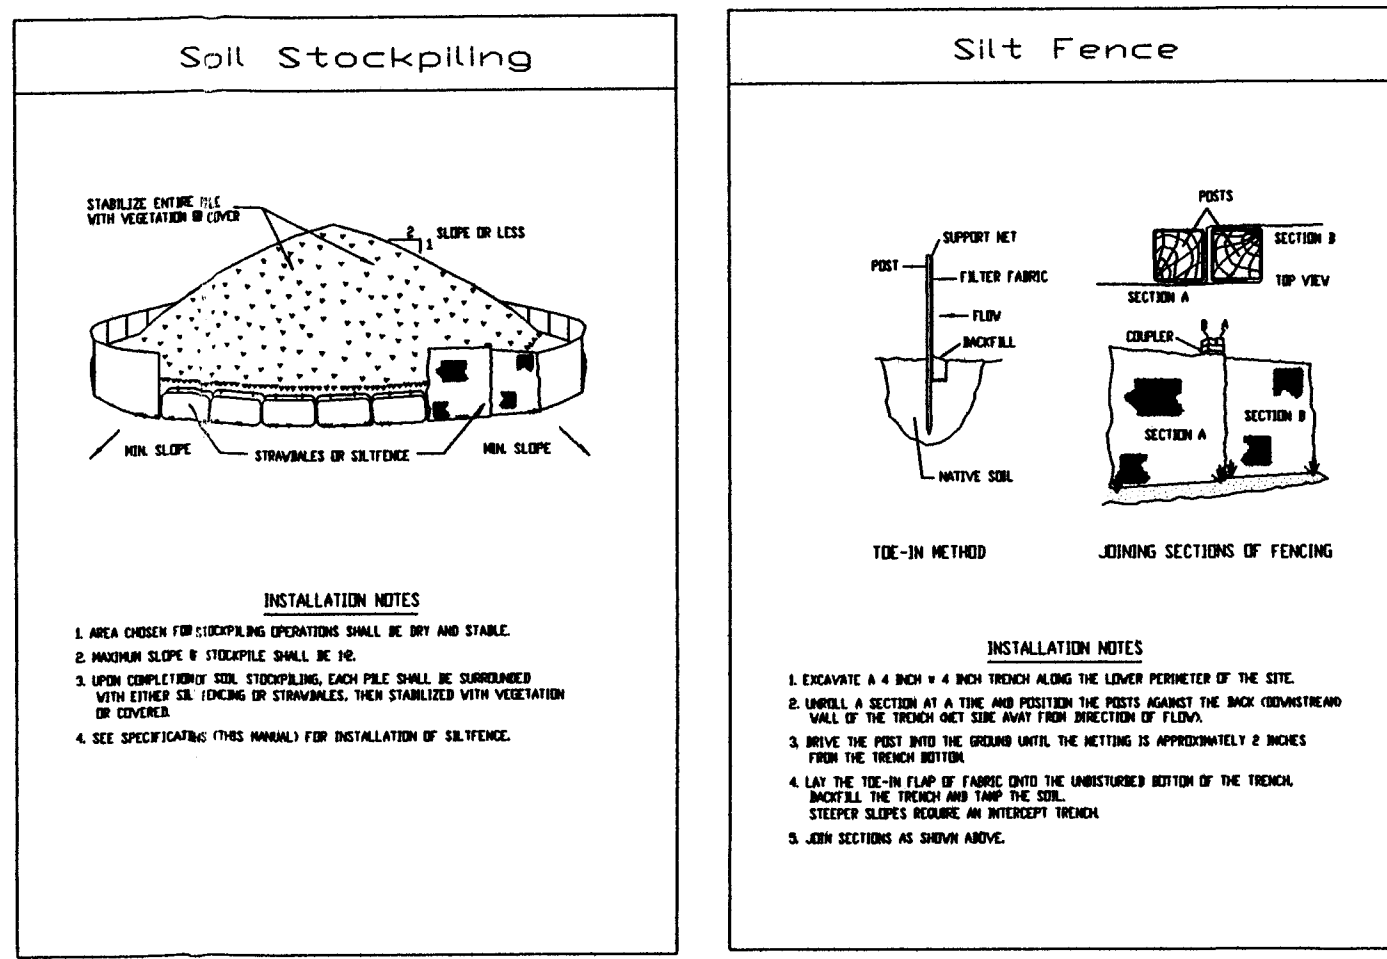 Soil Stockpiling
STABILIZE ENTIRE PILE
WITH VEGETATION OR COVER
2
1
SLOPE OR LESS
MIN. SLOPE
STRAWBALES OR SILTFENCE
MIN. SLOPE
INSTALLATION NOTES
1. AREA CHOSEN FOR STOCKPILING OPERATIONS SHALL BE DRY AND STABLE.
2. MAXIMUM SLOPE OF STOCKPILE SHALL BE 1:2.
3. UPON COMPLETION OF SOIL STOCKPILING, EACH PILE SHALL BE SURROUNDED
WITH EITHER SILT FENCING OR STRAWBALES, THEN STABILIZED WITH VEGETATION
OR COVERED.
4. SEE SPECIFICATIONS (THIS MANUAL) FOR INSTALLATION OF SILTFENCE.
Silt Fence
POSTS
SUPPORT NET
SECTION B
POST
FILTER FABRIC
TOP VIEW
SECTION A
FLOW
B A
COUPLER
BACKFILL
SECTION B
SECTION A
NATIVE SOIL
TOE-IN METHOD
JOINING SECTIONS OF FENCING
INSTALLATION NOTES
1. EXCAVATE A 4 INCH * 4 INCH TRENCH ALONG THE LOWER PERIMETER OF THE SITE.
2. UNROLL A SECTION AT A TIME AND POSITION THE POSTS AGAINST THE BACK (DOWNSTREAM)
WALL OF THE TRENCH (NET SIDE AWAY FROM DIRECTION OF FLOW).
3. DRIVE THE POST INTO THE GROUND UNTIL THE NETTING IS APPROXIMATELY 2 INCHES
FROM THE TRENCH BOTTOM.
4. LAY THE TOE-IN FLAP OF FABRIC ONTO THE UNDISTURBED BOTTOM OF THE TRENCH,
BACKFILL THE TRENCH AND TAMP THE SOIL.
STEEPER SLOPES REQUIRE AN INTERCEPT TRENCH.
5. JOIN SECTIONS AS SHOWN ABOVE.